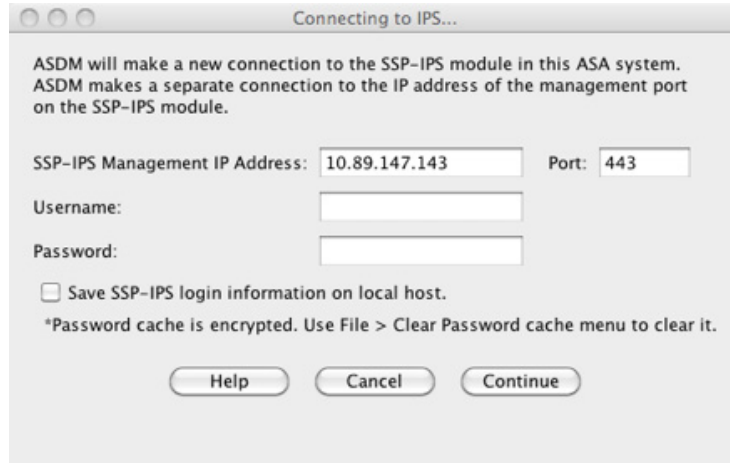 Connecting to IPS...
ASDM will make a new connection to the SSP-IPS module in this ASA system.
ASDM makes a separate connection to the IP address of the management port
on the SSP-IPS module.
SSP-IPS Management IP Address: 10.89.147.143 Port: 443
Username:
Password:
Save SSP-IPS login information on local host.
*Password cache is encrypted. Use File > Clear Password cache menu to clear it.
Help Cancel Continue